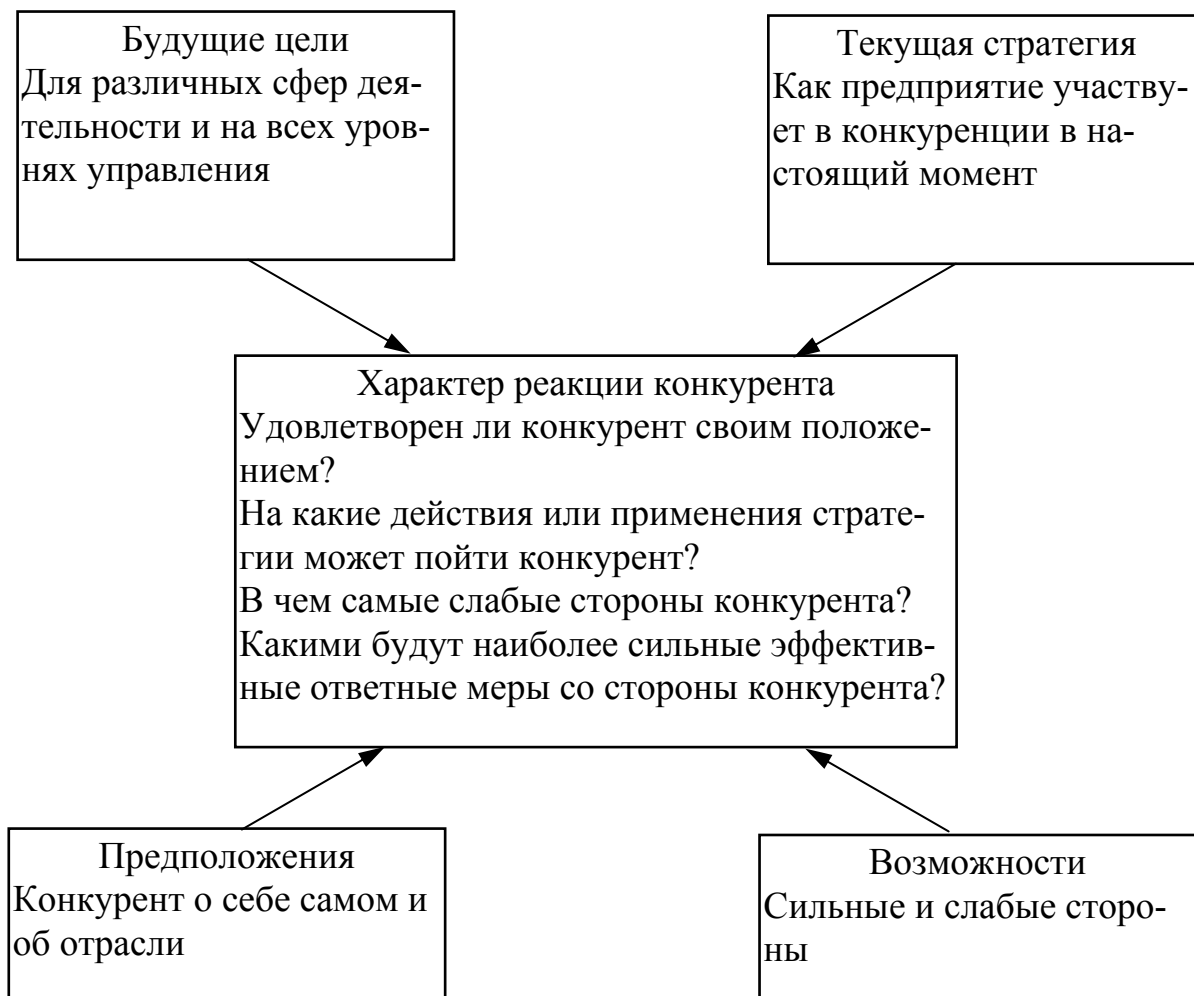 Будущие цели
Для различных сфер дея-
тельности и на всех уров-
нях управления
Текущая стратегия
Как предприятие участву-
ет в конкуренции в на-
стоящий момент
Характер реакции конкурента
Удовлетворен ли конкурент своим положе-
нием?
На какие действия или применения страте-
гии может пойти конкурент?
В чем самые слабые стороны конкурента?
Какими будут наиболее сильные эффектив-
ные ответные меры со стороны конкурента?
Предположения
Конкурент о себе самом и
об отрасли
Возможности
Сильные и слабые сторо-
ны